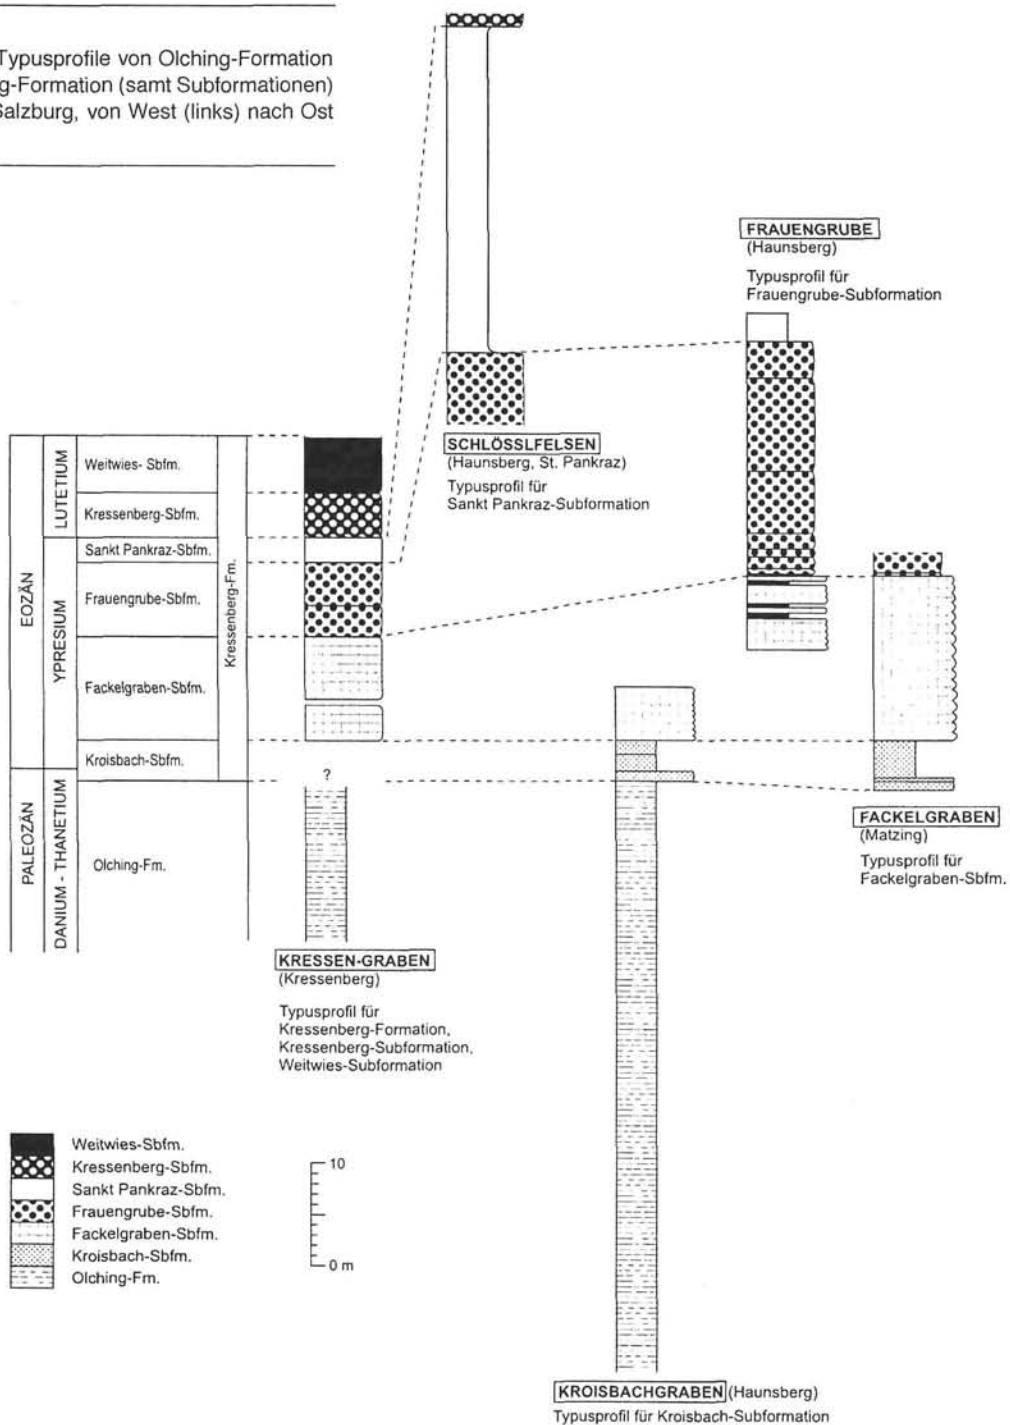 Typusprofile von Olching-Formation
g-Formation (samt Subformationen)
Salzburg, von West (links) nach Ost
FRAUENGRUBE
(Haunsberg)
Typusprofil für
Frauengrube-Subformation
SCHLÖSSLFELSEN
(Haunsberg, St. Pankraz)
Typusprofil für
Sankt Pankraz-Subformation
EOZÄN
PALEOZÄN
LUTETIUM
YPRESIUM
DANIUM - THANETIUM
Weitwies- Sbfm.
Kressenberg-Sbfm.
Sankt Pankraz-Sbfm.
Frauengrube-Sbfm.
Fackelgraben-Sbfm.
Kroisbach-Sbfm.
Olching-Fm.
Kressenberg-Fm.
?
FACKELGRABEN
(Matzing)
Typusprofil für
Fackelgraben-Sbfm.
KRESSEN-GRABEN
(Kressenberg)
Typusprofil für
Kressenberg-Formation,
Kressenberg-Subformation,
Weitwies-Subformation
Weitwies-Sbfm.
Kressenberg-Sbfm.
Sankt Pankraz-Sbfm.
Frauengrube-Sbfm.
Fackelgraben-Sbfm.
Kroisbach-Sbfm.
Olching-Fm.
10
0 m
KROISBACHGRABEN (Haunsberg)
Typusprofil für Kroisbach-Subformation